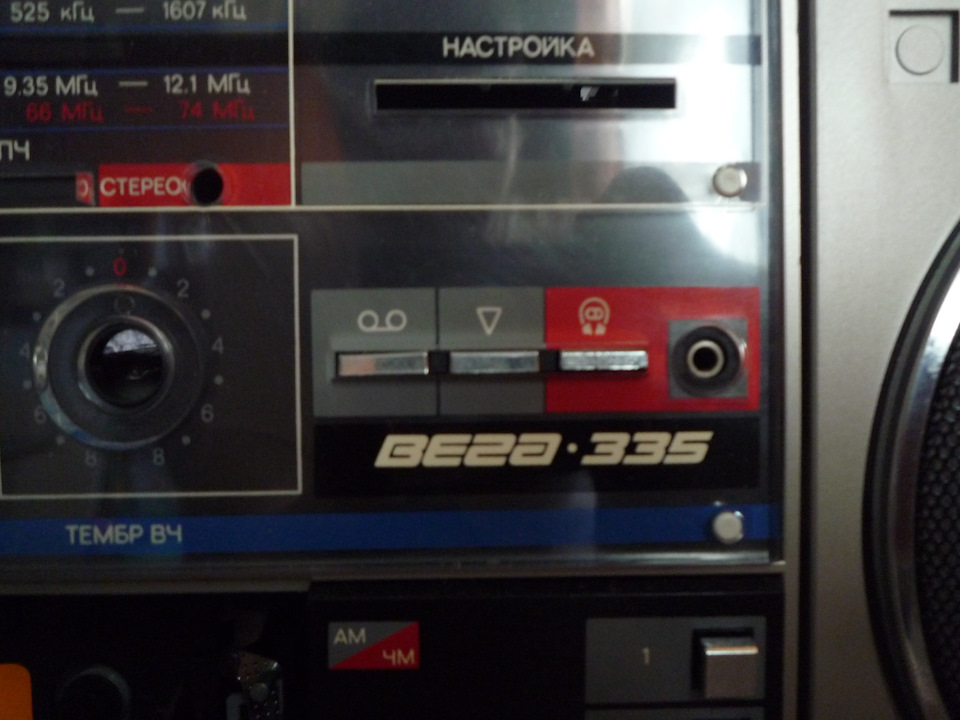 525 кГц — 1607 кГц
НАСТРОЙКА
9.35 МГц — 12.1 МГц
66 МГц — 74 МГц
ПЧ
СТЕРЕО
0
2 2
4 4
6 6
8 8
ВЕГА·335
ТЕМБР ВЧ
АМ
ЧМ
1